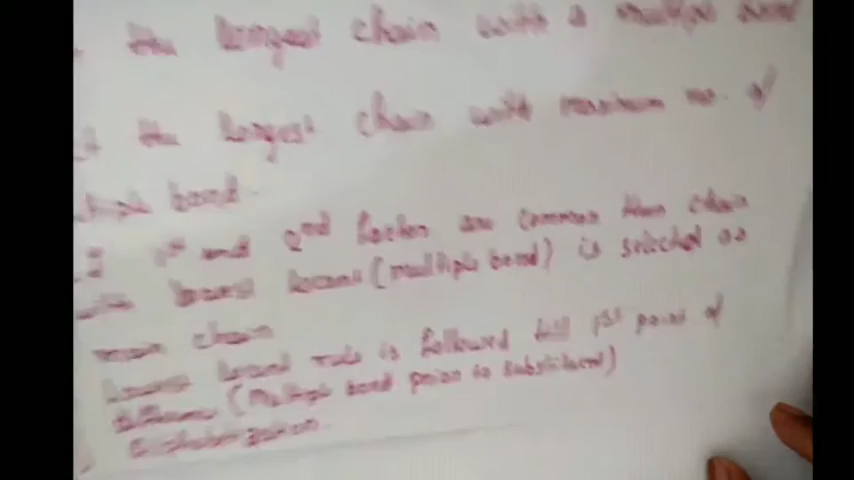 the longest chain with a multiple bond
the longest chain with maximum no. of
bond
1st and 2nd factor are common then chain
with lowest locant (multiple bond) is selected as
main chain
Lowest locant rule is followed till 1st point of
difference (Multiple bond prior to substituent)